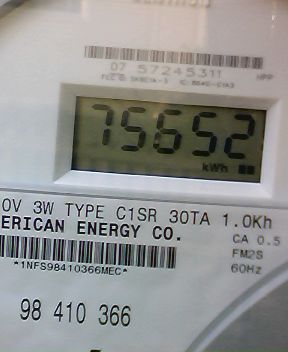 07 57245311 HPP
75652
kWh
0V 3W TYPE C1SR 30TA 1.0Kh
ERICAN ENERGY CO. CA 0.5
FM2S
*1NFS98410366MEC* 60Hz
98 410 366